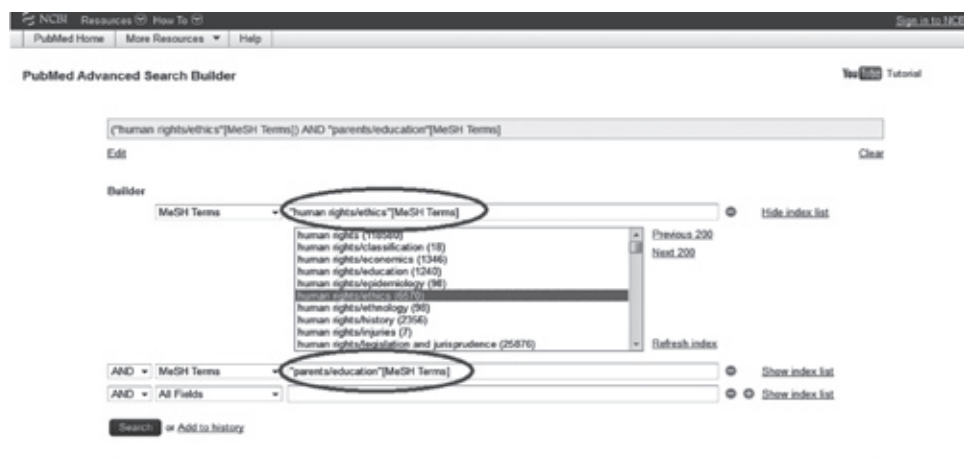 NCBI Resources How To Sign in to NCB
PubMed Home More Resources Help
PubMed Advanced Search Builder YouTube Tutorial
("human rights/ethics"[MeSH Terms]) AND "parents/education"[MeSH Terms]
Edit Clear
Builder
MeSH Terms "human rights/ethics"[MeSH Terms] Hide index list
human rights (118580) Previous 200
human rights/classification (18) Next 200
human rights/economics (1346)
human rights/education (1240)
human rights/epidemiology (98)
human rights/ethics
human rights/ethnology (98)
human rights/history (2356)
human rights/injuries (7)
human rights/legislation and jurisprudence (25876) Refresh index
AND MeSH Terms "parents/education"[MeSH Terms] Show index list
AND All Fields Show index list
Search or Add to history